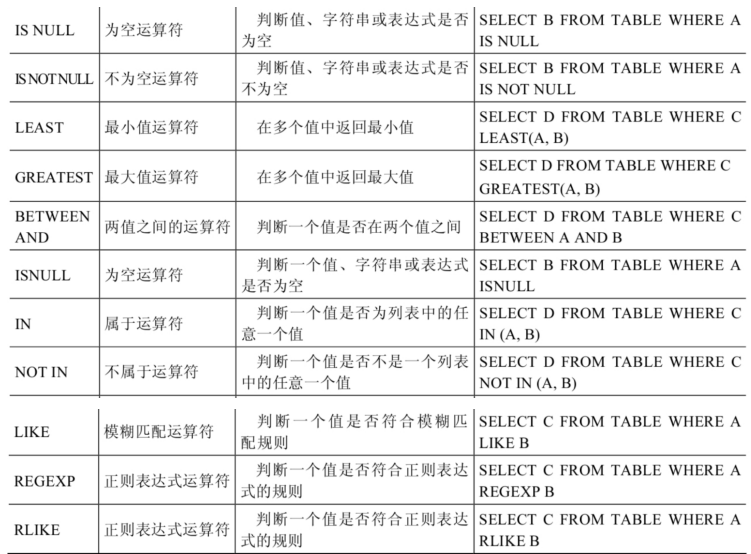 IS NULL 为空运算符 判断值、字符串或表达式是否 SELECT B FROM TABLE WHERE A
为空 IS NULL
IS NOT NULL 不为空运算符 判断值、字符串或表达式是否 SELECT B FROM TABLE WHERE A
不为空 IS NOT NULL
LEAST 最小值运算符 在多个值中返回最小值 SELECT D FROM TABLE WHERE C
LEAST(A, B)
GREATEST 最大值运算符 在多个值中返回最大值 SELECT D FROM TABLE WHERE C
GREATEST(A, B)
BETWEEN 两值之间的运算符 判断一个值是否在两个值之间 SELECT D FROM TABLE WHERE C
AND BETWEEN A AND B
ISNULL 为空运算符 判断一个值、字符串或表达式 SELECT B FROM TABLE WHERE A
是否为空 ISNULL
IN 属于运算符 判断一个值是否为列表中的任 SELECT D FROM TABLE WHERE C
意一个值 IN (A, B)
NOT IN 不属于运算符 判断一个值是否不是一个列表 SELECT D FROM TABLE WHERE C
中的任意一个值 NOT IN (A, B)
LIKE 模糊匹配运算符 判断一个值是否符合模糊匹 SELECT C FROM TABLE WHERE A
配规则 LIKE B
REGEXP 正则表达式运算符 判断一个值是否符合正则表达 SELECT C FROM TABLE WHERE A
式的规则 REGEXP B
RLIKE 正则表达式运算符 判断一个值是否符合正则表达 SELECT C FROM TABLE WHERE A
式的规则 RLIKE B